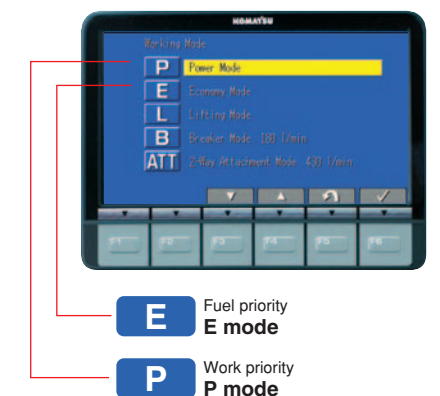 KOMATSU
Working Mode
P Power Mode
E Economy Mode
L Lifting Mode
B Breaker Mode 180 l/min
ATT 2-Way Attachment Mode 430 l/min
F1 F2 F3 F4 F5 F6
E Fuel priority
E mode
P Work priority
P mode